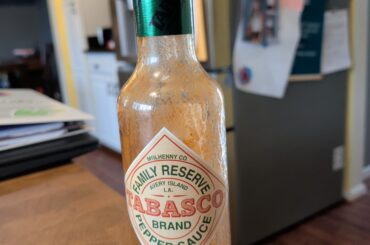 McILHENNY CO.
FAMILY RESERVE
AVERY ISLAND
LA.
TABASCO
BRAND
PEPPER SAUCE